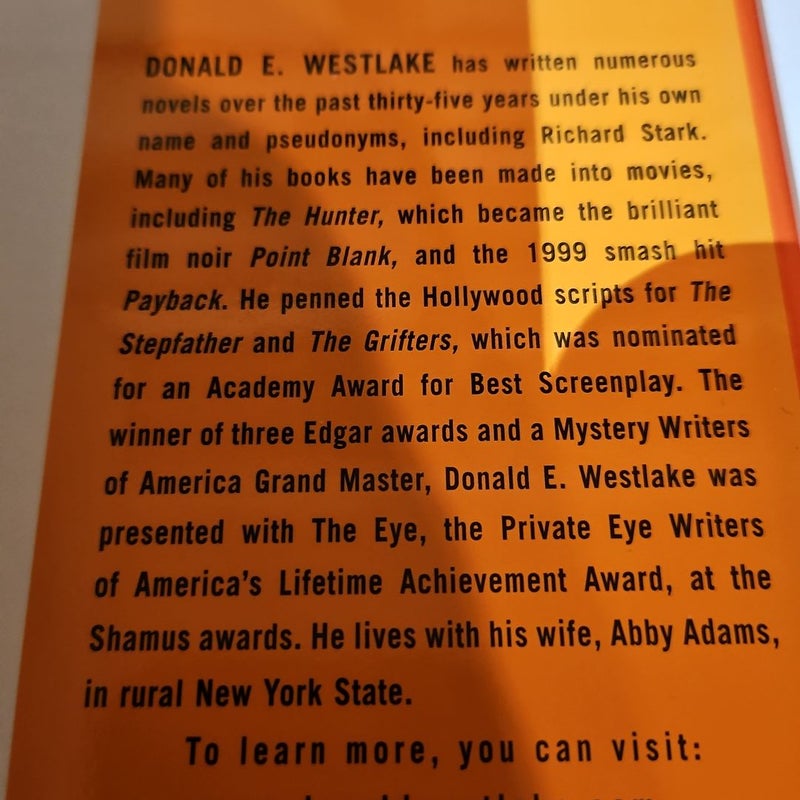 DONALD E. WESTLAKE has written numerous
novels over the past thirty-five years under his own
name and pseudonyms, including Richard Stark.
Many of his books have been made into movies,
including The Hunter, which became the brilliant
film noir Point Blank, and the 1999 smash hit
Payback. He penned the Hollywood scripts for The
Stepfather and The Grifters, which was nominated
for an Academy Award for Best Screenplay. The
winner of three Edgar awards and a Mystery Writers
of America Grand Master, Donald E. Westlake was
presented with The Eye, the Private Eye Writers
of America's Lifetime Achievement Award, at the
Shamus awards. He lives with his wife, Abby Adams,
in rural New York State.
To learn more, you can visit: